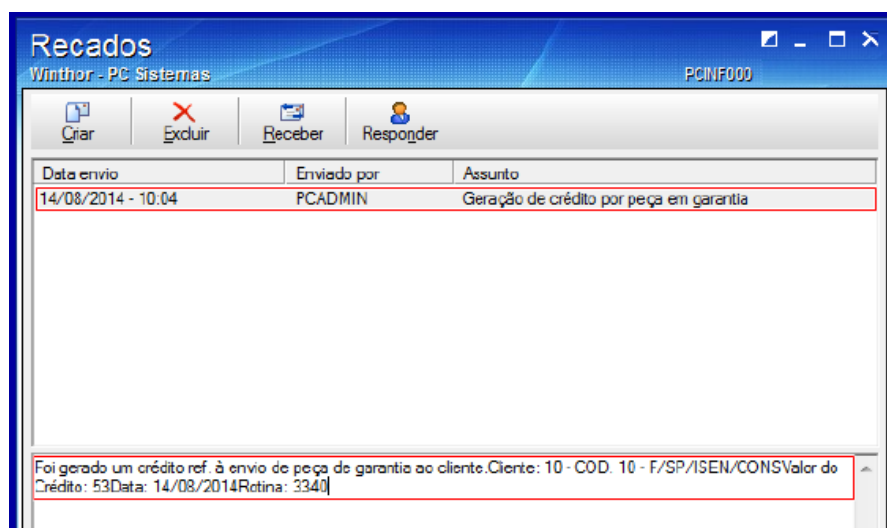 Recados
Winthor - PC Sistemas PCINF000
Criar Excluir Receber Responder
Data envio Enviado por Assunto
14/08/2014 - 10:04 PCADMIN Geração de crédito por peça em garantia
Foi gerado um crédito ref. à envio de peça de garantia ao cliente.Cliente: 10 - COD. 10 - F/SP/ISEN/CONSValor do
Crédito: 53Data: 14/08/2014Rotina: 3340